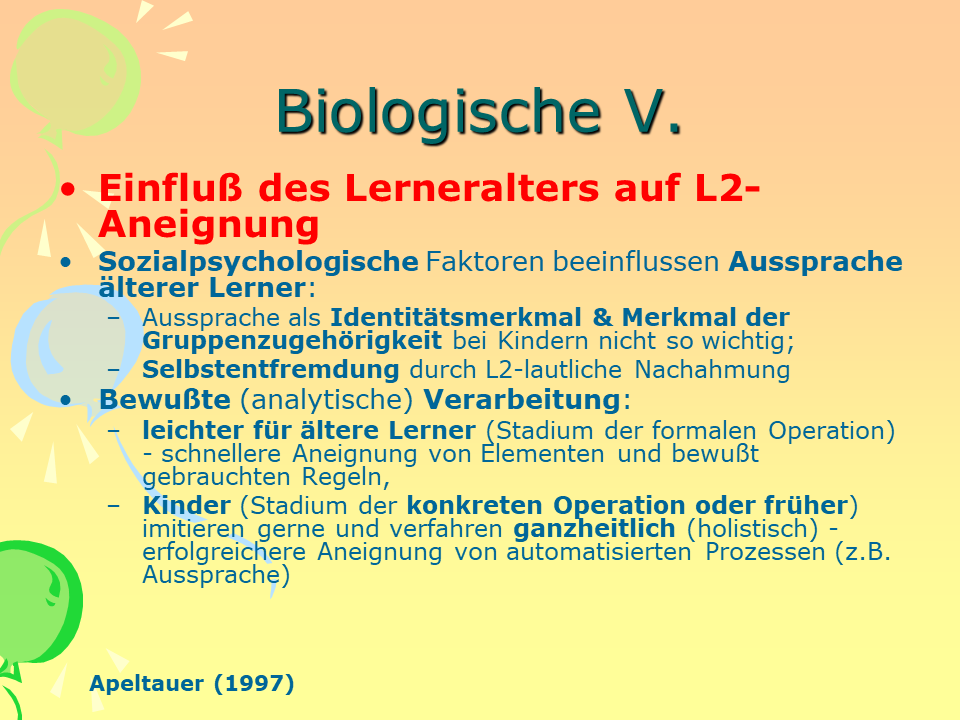 Biologische V.
• Einfluß des Lerneralters auf L2-
Aneignung
• Sozialpsychologische Faktoren beeinflussen Aussprache
älterer Lerner:
– Aussprache als Identitätsmerkmal & Merkmal der
Gruppenzugehörigkeit bei Kindern nicht so wichtig;
– Selbstentfremdung durch L2-lautliche Nachahmung
• Bewußte (analytische) Verarbeitung:
– leichter für ältere Lerner (Stadium der formalen Operation)
- schnellere Aneignung von Elementen und bewußt
gebrauchten Regeln,
– Kinder (Stadium der konkreten Operation oder früher)
imitieren gerne und verfahren ganzheitlich (holistisch) -
erfolgreichere Aneignung von automatisierten Prozessen (z.B.
Aussprache)
Apeltauer (1997)